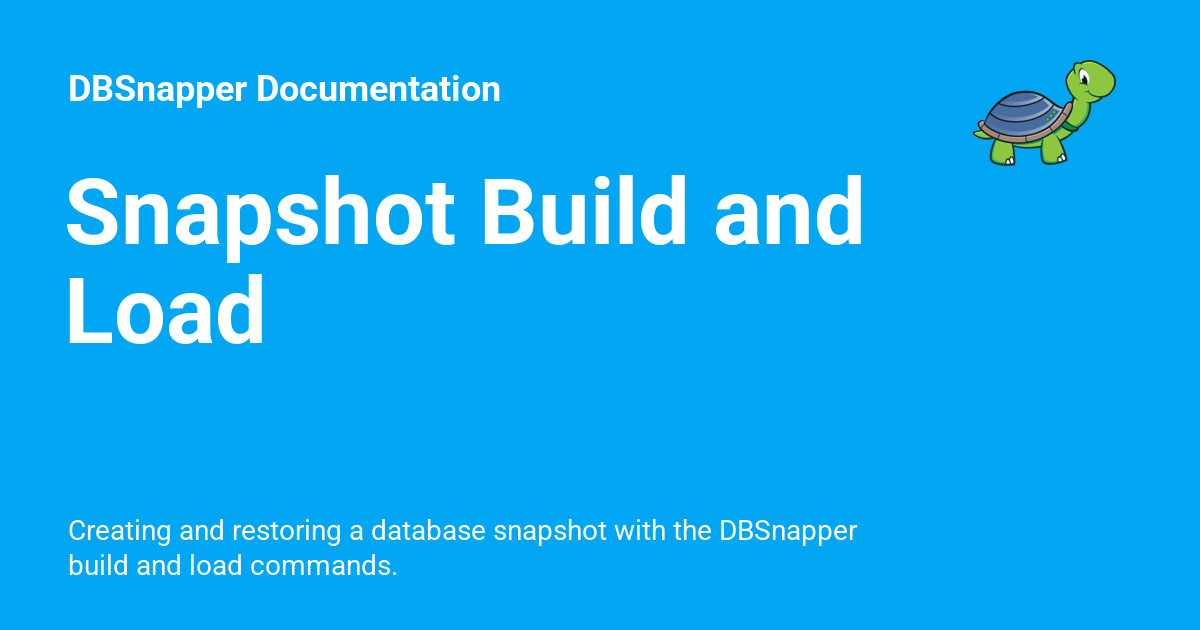 DBSnapper Documentation
Snapshot Build and
Load
Creating and restoring a database snapshot with the DBSnapper
build and load commands.